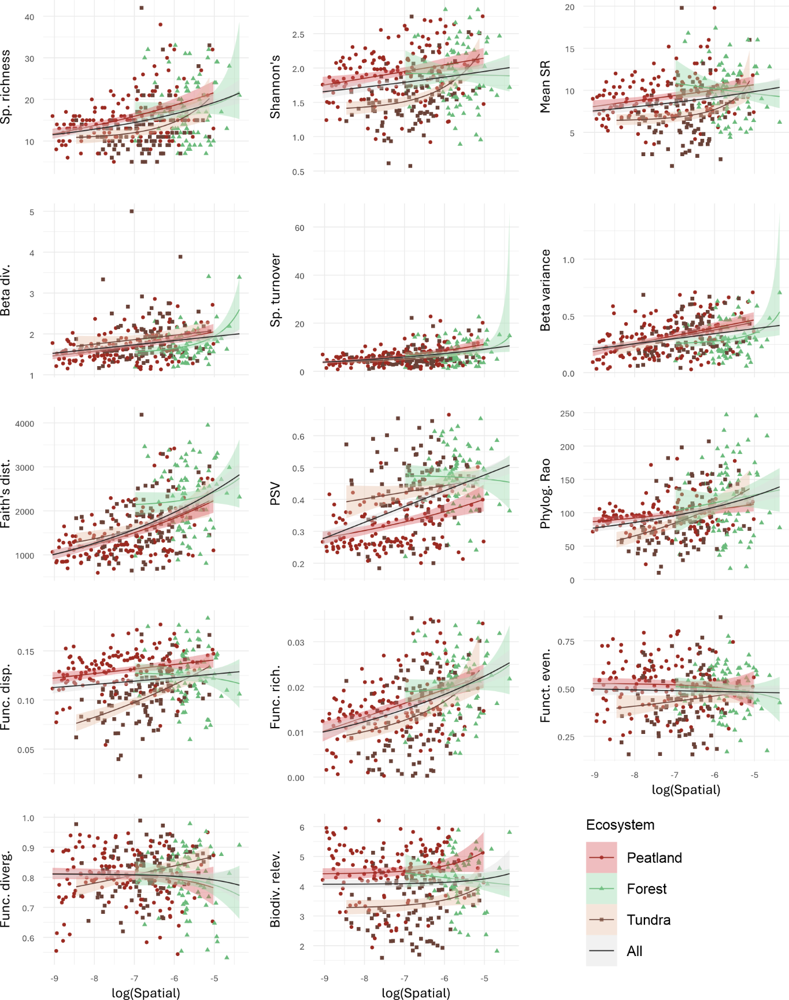 Sp. richness
40
30
20
10
Shannon's
2.5
2.0
1.5
1.0
0.5
Mean SR
20
15
10
5
Beta div.
5
4
3
2
1
Sp. turnover
60
40
20
0
Beta variance
1.0
0.5
0.0
Faith's dist.
4000
3000
2000
1000
PSV
0.6
0.5
0.4
0.3
0.2
Phylog. Rao
250
200
150
100
50
0
Func. disp.
0.15
0.10
0.05
Func. rich.
0.03
0.02
0.01
0.00
Funct. even.
0.75
0.50
0.25
-9 -8 -7 -6 -5
log(Spatial)
Func. diverg.
1.0
0.9
0.8
0.7
0.6
-9 -8 -7 -6 -5
log(Spatial)
Biodiv. relev.
6
5
4
3
2
-9 -8 -7 -6 -5
log(Spatial)
Ecosystem
Peatland
Forest
Tundra
All